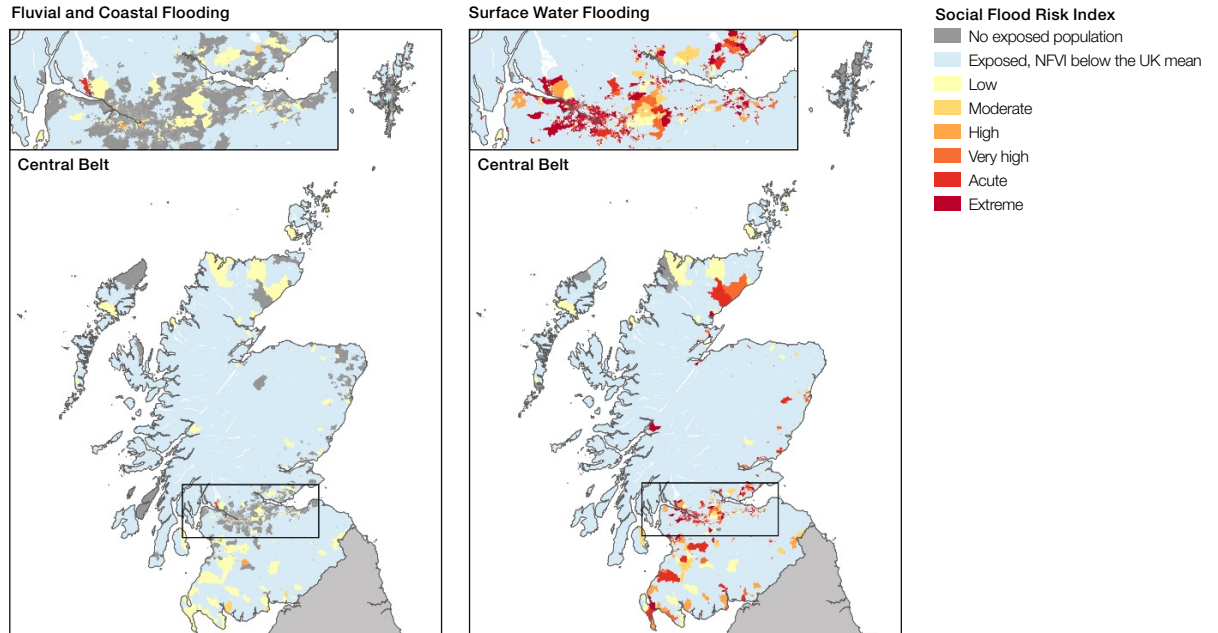 Fluvial and Coastal Flooding
Central Belt
Surface Water Flooding
Central Belt
Social Flood Risk Index
No exposed population
Exposed, NFVI below the UK mean
Low
Moderate
High
Very high
Acute
Extreme